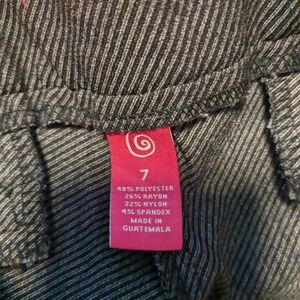 7
48% POLYESTER
26% RAYON
22% NYLON
4% SPANDEX
MADE IN
GUATEMALA